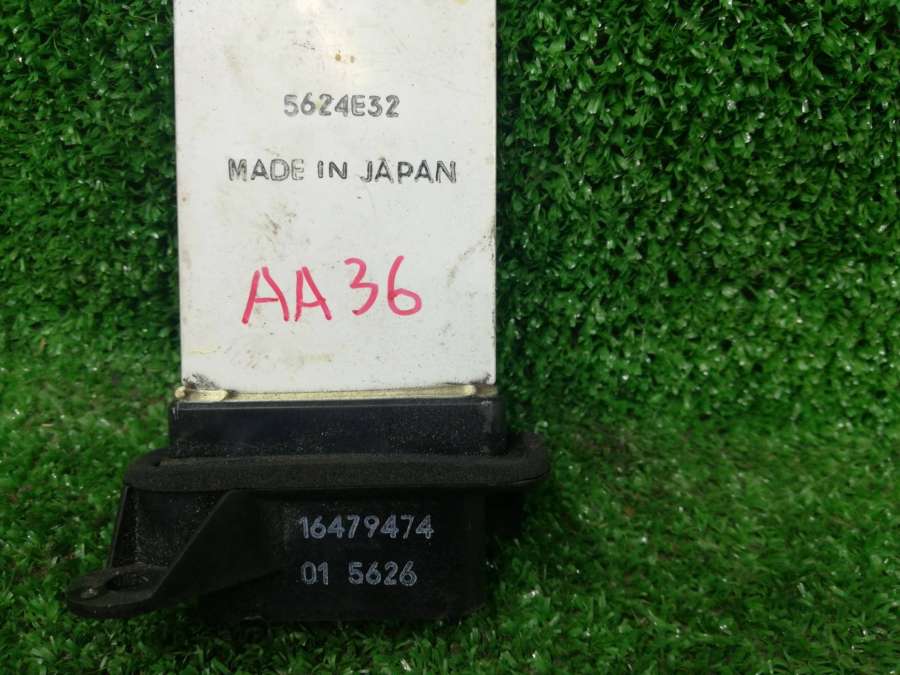 5624E32
MADE IN JAPAN
AA36
16479474
01 5626